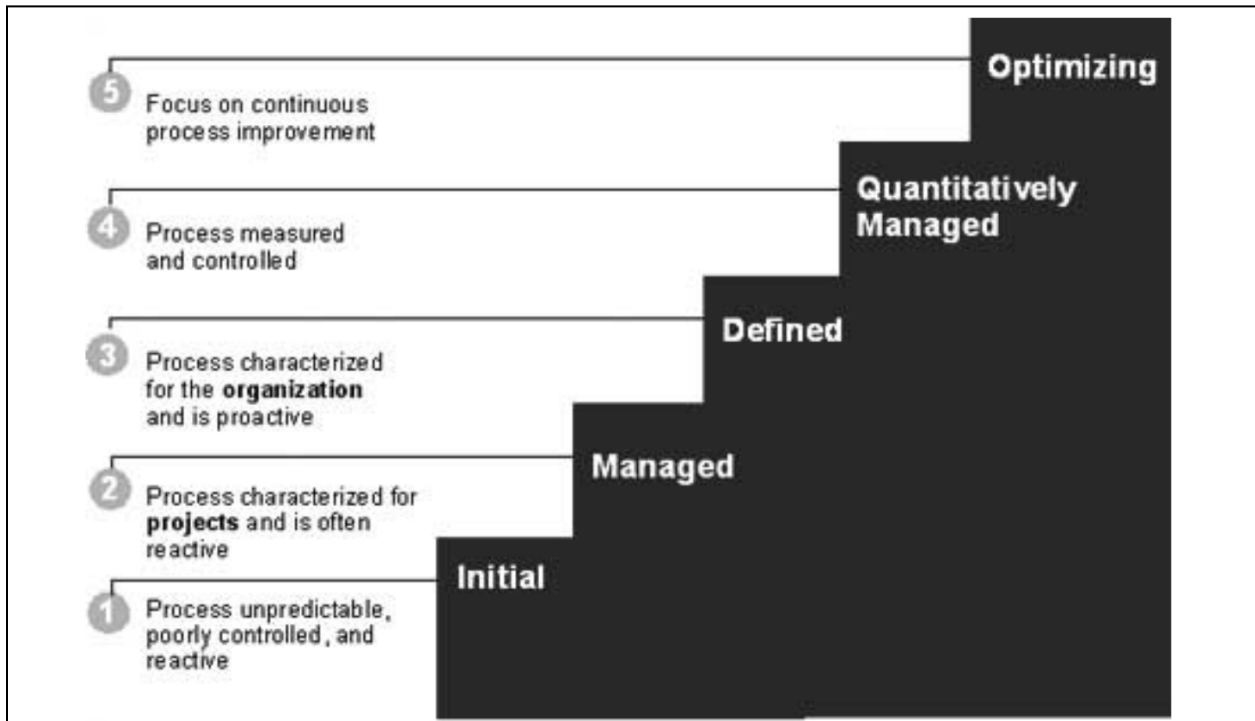 Optimizing
5
Focus on continuous
process improvement
Quantitatively
Managed
4
Process measured
and controlled
Defined
3
Process characterized
for the organization
and is proactive
Managed
2
Process characterized for
projects and is often
reactive
Initial
1
Process unpredictable,
poorly controlled, and
reactive